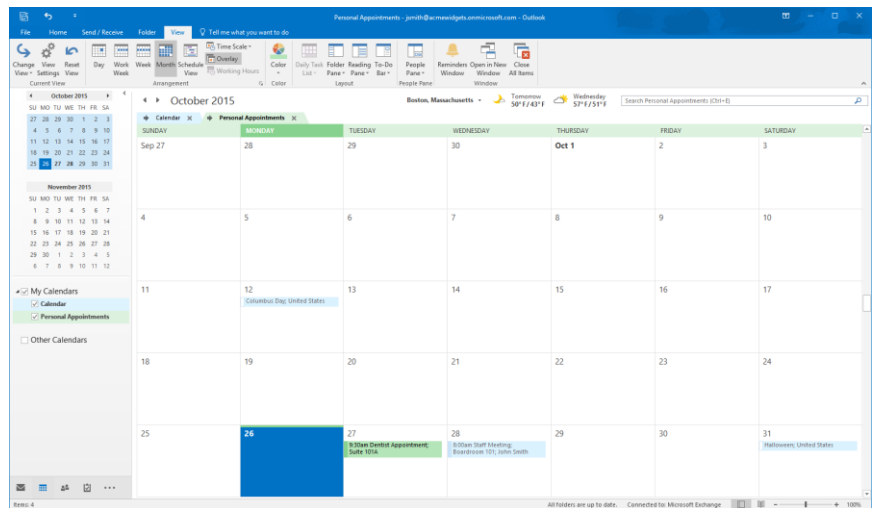 Personal Appointments - jsmith@acmewidgets.onmicrosoft.com - Outlook
File Home Send / Receive Folder View Tell me what you want to do
Change View View Settings Reset View
Day Work Week Week Month Schedule View
Time Scale
Overlay
Working Hours
Color
Daily Task List Folder Pane Reading Pane To-Do Bar
People Pane
Reminders Window Open in New Window Close All Items
Current View Arrangement Color Layout People Pane Window
October 2015
SU MO TU WE TH FR SA
27 28 29 30 1 2 3
4 5 6 7 8 9 10
11 12 13 14 15 16 17
18 19 20 21 22 23 24
25 26 27 28 29 30 31
November 2015
SU MO TU WE TH FR SA
1 2 3 4 5 6 7
8 9 10 11 12 13 14
15 16 17 18 19 20 21
22 23 24 25 26 27 28
29 30 1 2 3 4 5
6 7 8 9 10 11 12
My Calendars
Calendar
Personal Appointments
Other Calendars
October 2015
Boston, Massachusetts
Tomorrow
50° F / 43° F
Wednesday
57° F / 51° F
Search Personal Appointments (Ctrl+E)
Calendar X Personal Appointments X
SUNDAY MONDAY TUESDAY WEDNESDAY THURSDAY FRIDAY SATURDAY
Sep 27 28 29 30 Oct 1 2 3
4 5 6 7 8 9 10
11 12 13 14 15 16 17
Columbus Day; United States
18 19 20 21 22 23 24
25 26 27 28 29 30 31
8:30am Dentist Appointment;
Suite 101A
8:00am Staff Meeting;
Boardroom 101; John Smith
Halloween; United States
Items: 4
All folders are up to date. Connected to: Microsoft Exchange
100%